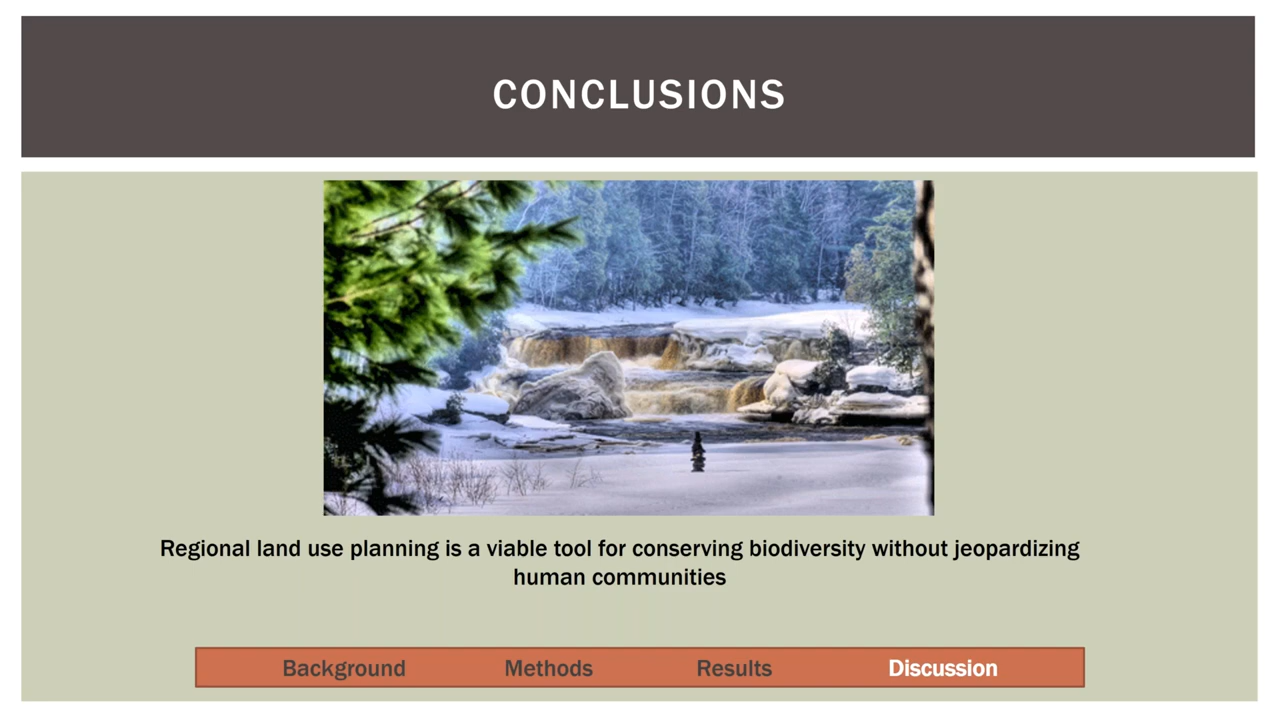 CONCLUSIONS
Regional land use planning is a viable tool for conserving biodiversity without jeopardizing
human communities
Background Methods Results Discussion